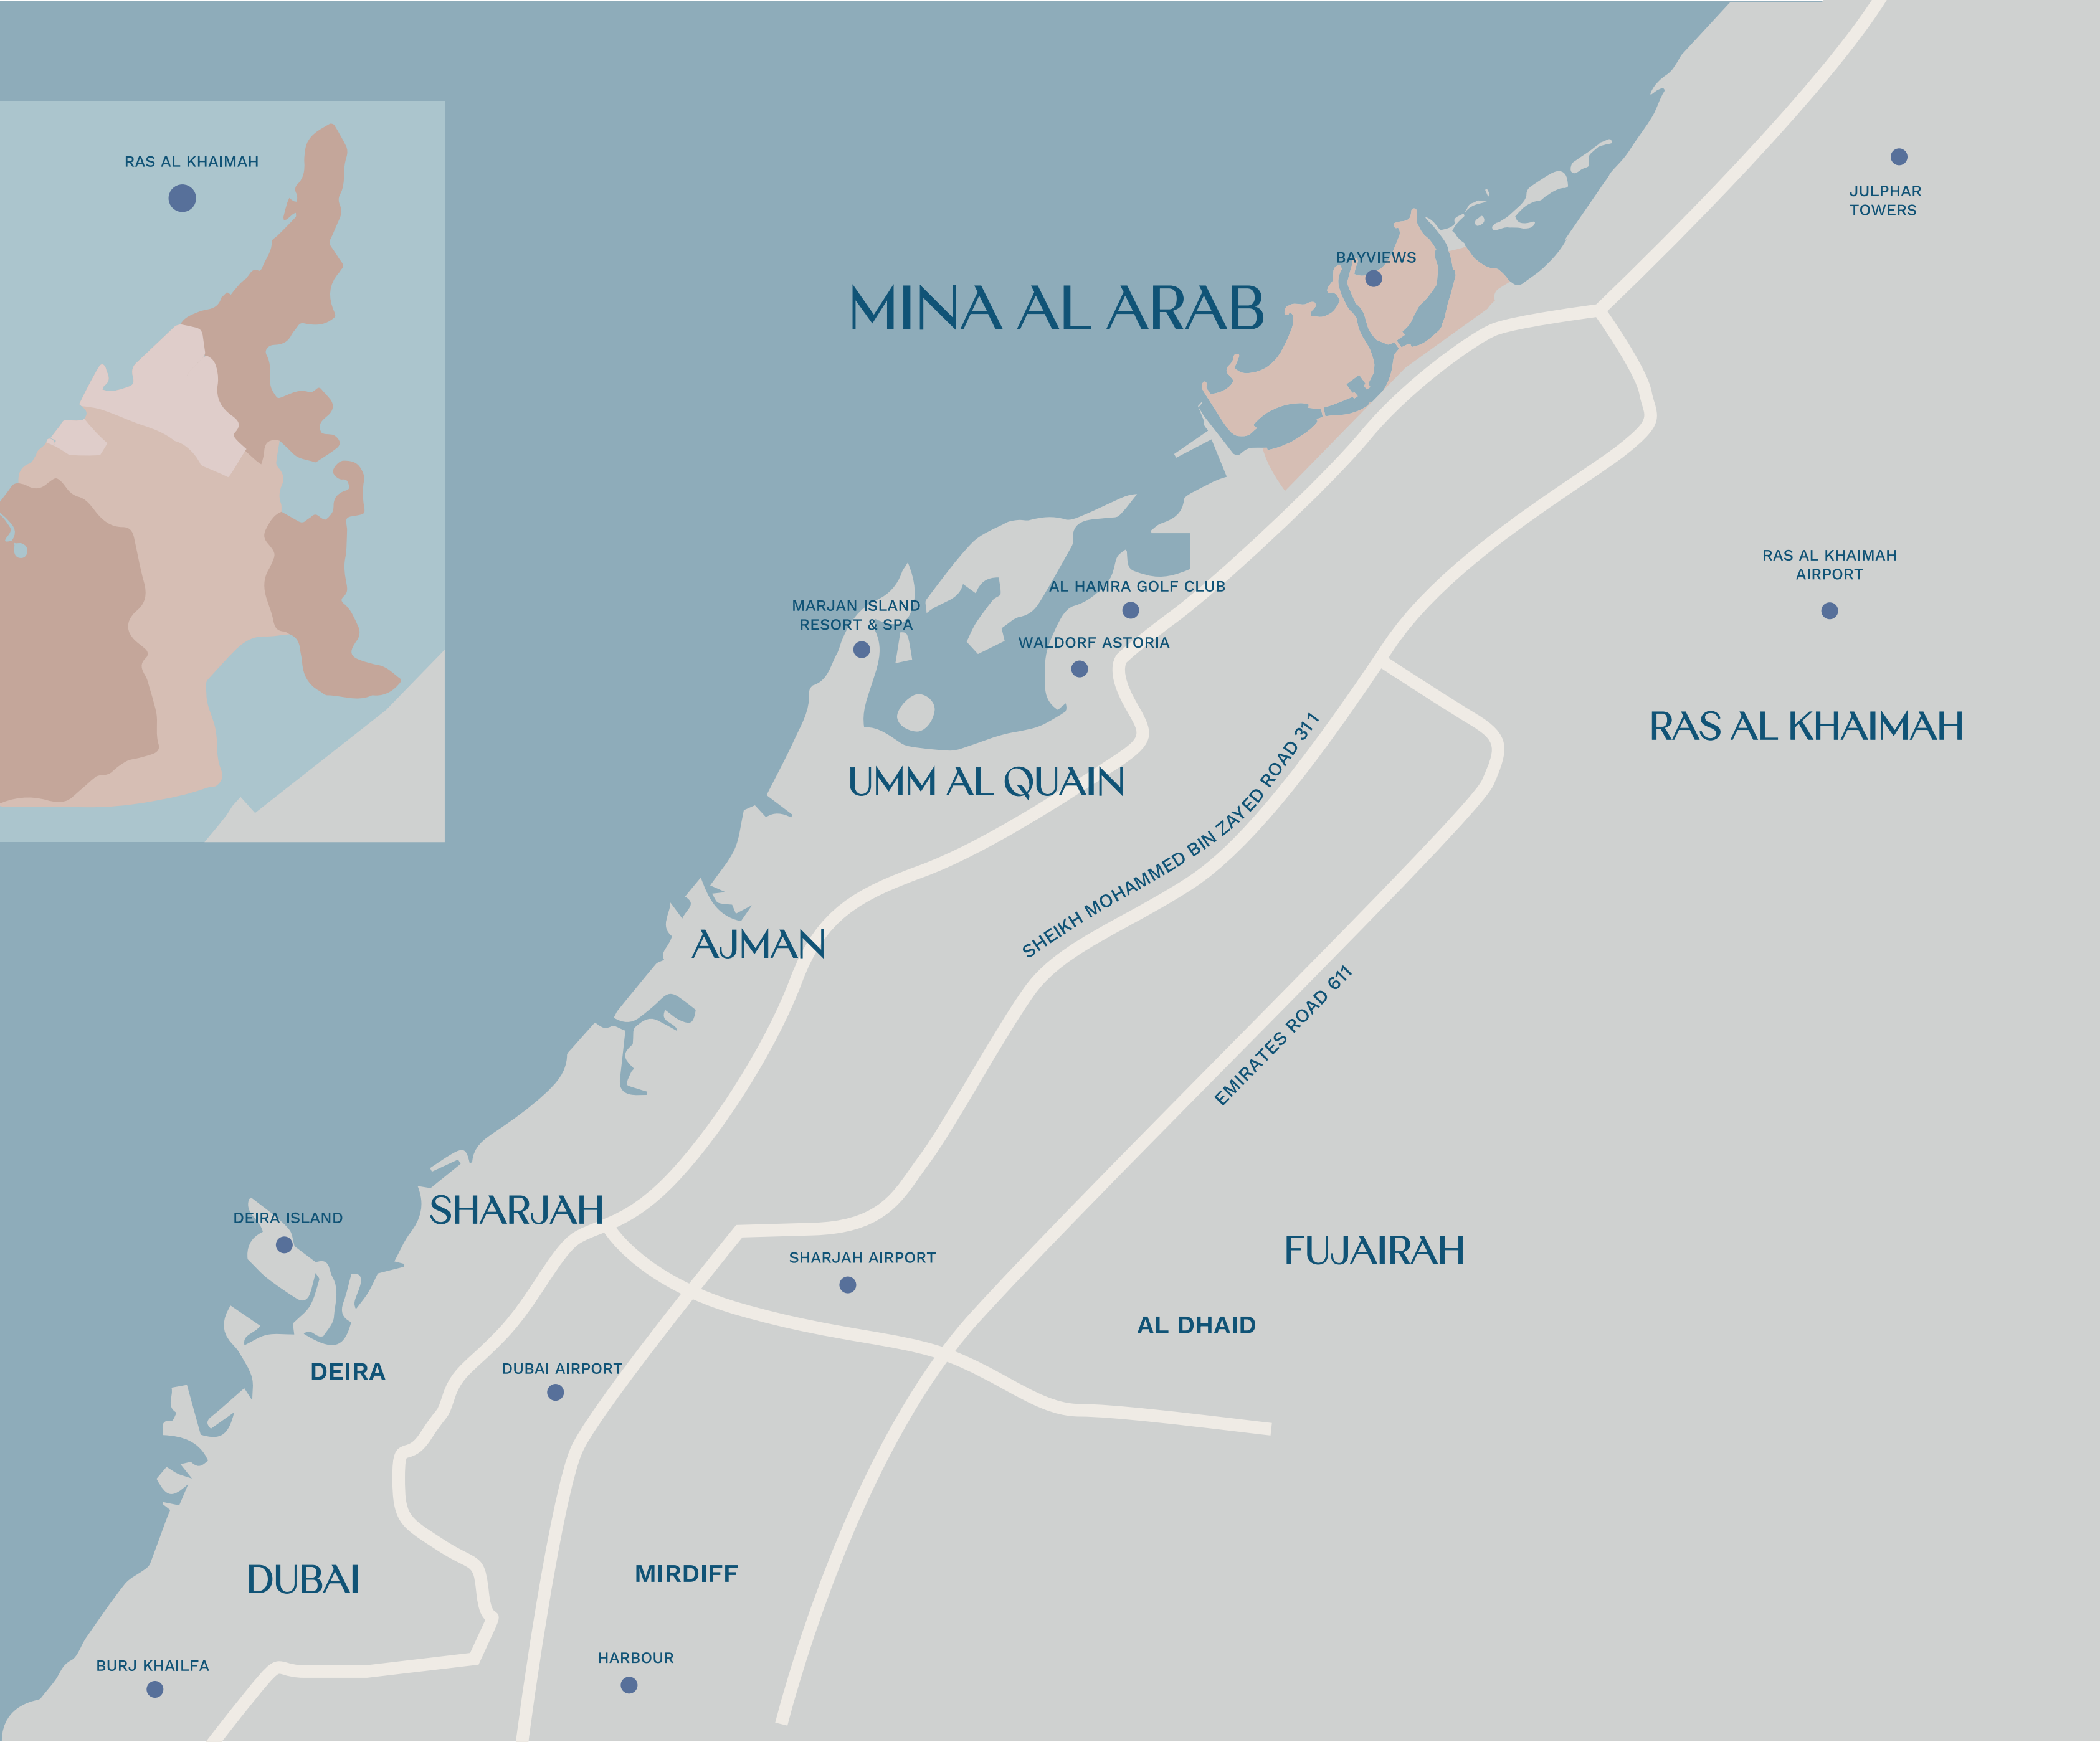 RAS AL KHAIMAH
JULPHAR
TOWERS
BAYVIEWS
MINA AL ARAB
RAS AL KHAIMAH
AIRPORT
AL HAMRA GOLF CLUB
MARJAN ISLAND
RESORT & SPA
WALDORF ASTORIA
RAS AL KHAIMAH
UMM AL QUAIN
SHEIKH MOHAMMED BIN ZAYED ROAD 311
AJMAN
EMIRATES ROAD 611
SHARJAH
DEIRA ISLAND
SHARJAH AIRPORT
FUJAIRAH
AL DHAID
DEIRA
DUBAI AIRPORT
DUBAI
MIRDIFF
BURJ KHAILFA
HARBOUR